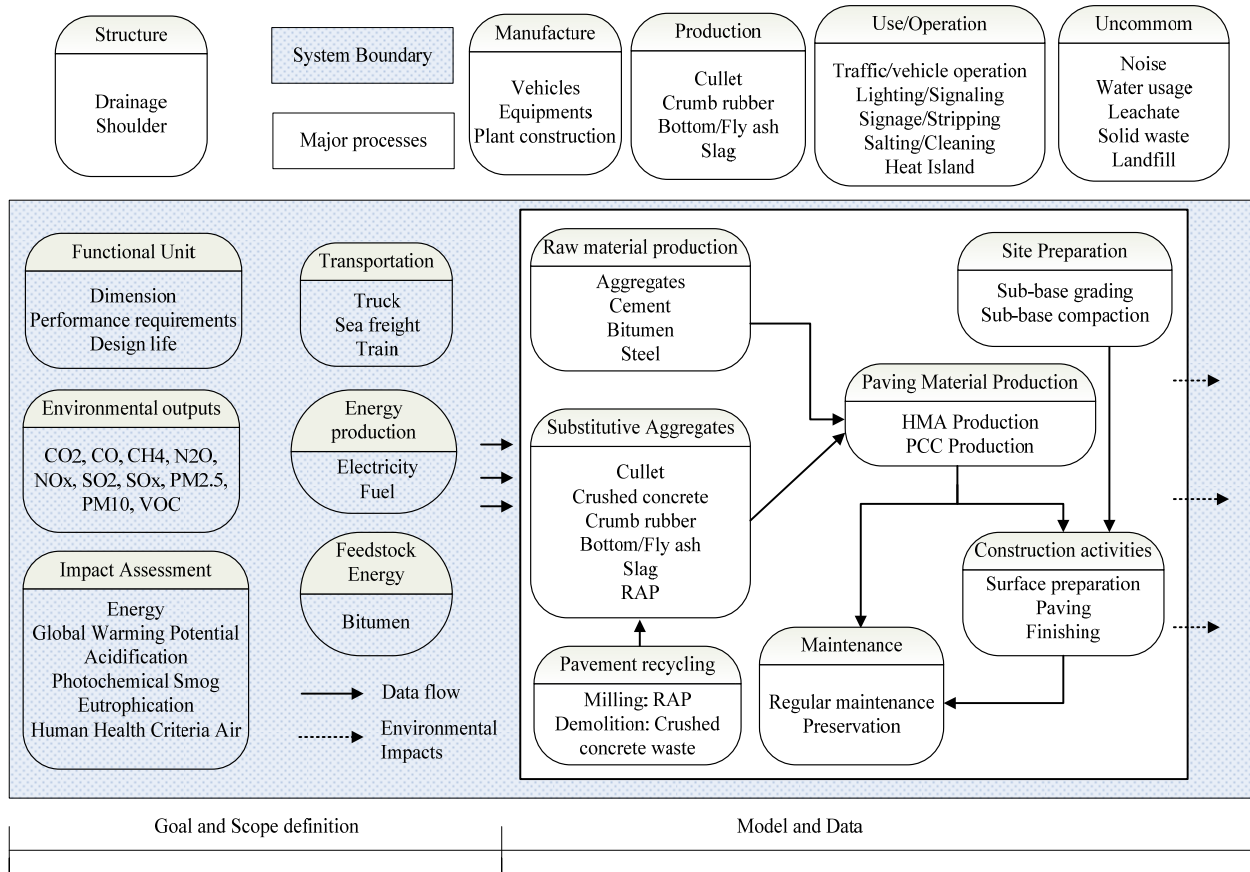 Structure
Drainage
Shoulder
System Boundary
Major processes
Manufacture
Vehicles
Equipments
Plant construction
Production
Cullet
Crumb rubber
Bottom/Fly ash
Slag
Use/Operation
Traffic/vehicle operation
Lighting/Signaling
Signage/Stripping
Salting/Cleaning
Heat Island
Uncommom
Noise
Water usage
Leachate
Solid waste
Landfill
Functional Unit
Dimension
Performance requirements
Design life
Environmental outputs
CO2, CO, CH4, N2O,
NOx, SO2, SOx, PM2.5,
PM10, VOC
Impact Assessment
Energy
Global Warming Potential
Acidification
Photochemical Smog
Eutrophication
Human Health Criteria Air
Transportation
Truck
Sea freight
Train
Energy
production
Electricity
Fuel
Feedstock
Energy
Bitumen
Data flow
Environmental
Impacts
Raw material production
Aggregates
Cement
Bitumen
Steel
Substitutive Aggregates
Cullet
Crushed concrete
Crumb rubber
Bottom/Fly ash
Slag
RAP
Pavement recycling
Milling: RAP
Demolition: Crushed
concrete waste
Site Preparation
Sub-base grading
Sub-base compaction
Paving Material Production
HMA Production
PCC Production
Construction activities
Surface preparation
Paving
Finishing
Maintenance
Regular maintenance
Preservation
Goal and Scope definition
Model and Data